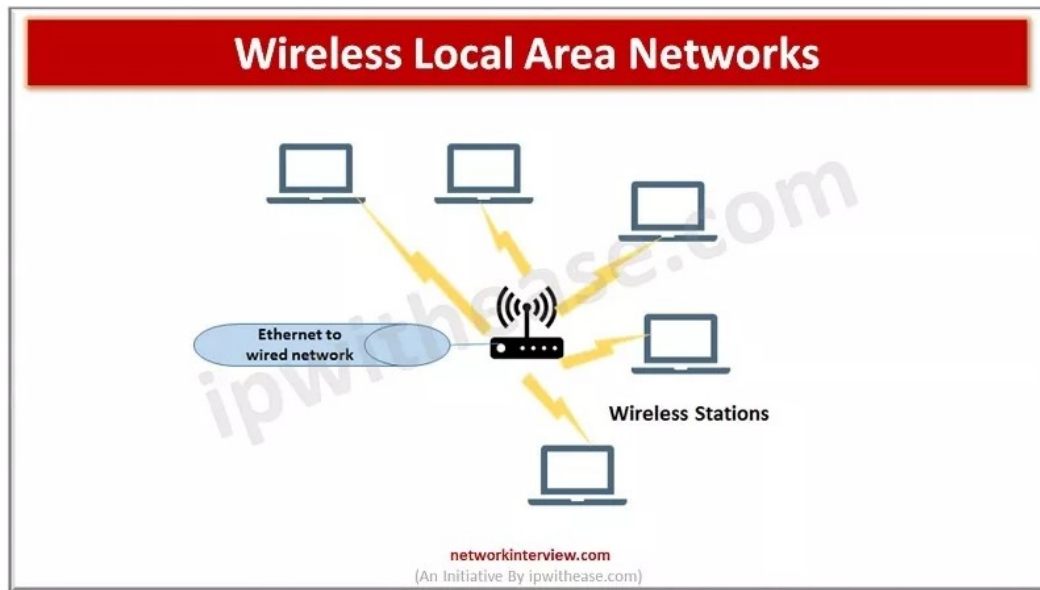 Wireless Local Area Networks
Ethernet to
wired network
ipwithease.com
Wireless Stations
networkinterview.com
(An Initiative By ipwithease.com)